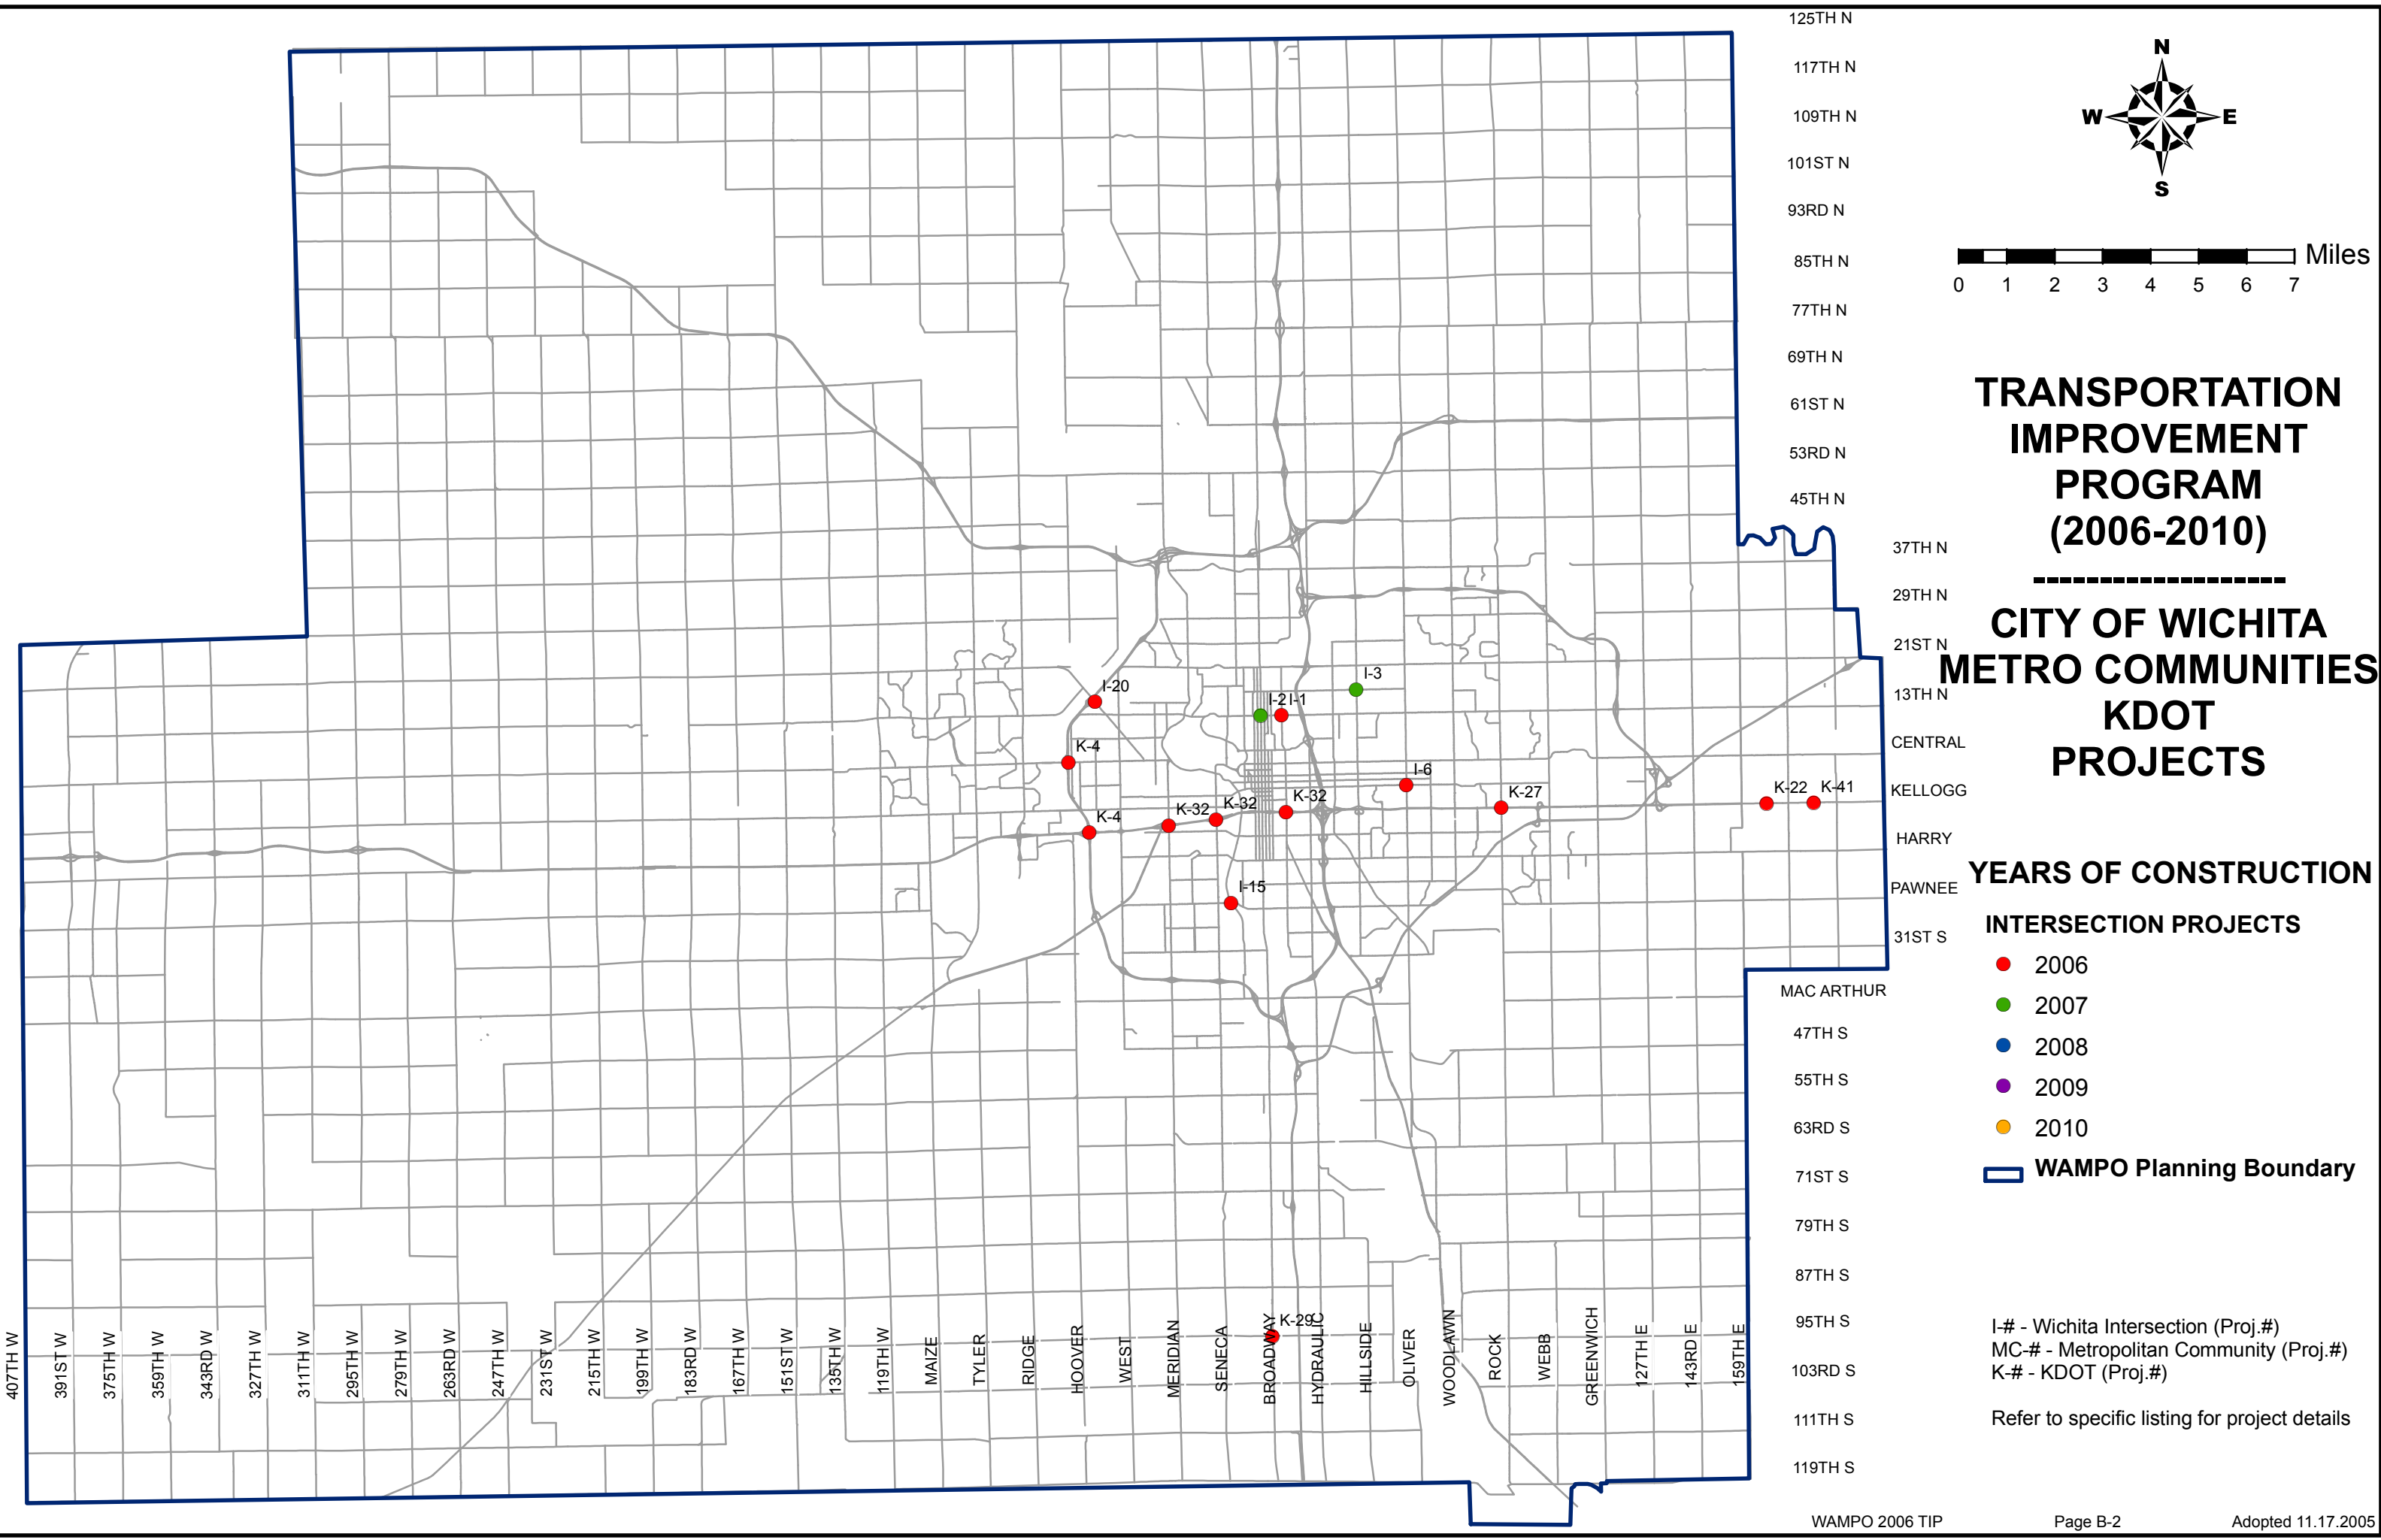 125TH N
117TH N
109TH N
101ST N
93RD N
85TH N
77TH N
69TH N
61ST N
53RD N
45TH N
37TH N
29TH N
21ST N
13TH N
CENTRAL
KELLOGG
HARRY
PAWNEE
31ST S
MAC ARTHUR
47TH S
55TH S
63RD S
71ST S
79TH S
87TH S
95TH S
103RD S
111TH S
119TH S
I-20
I-3
I-2
I-1
K-4
I-6
K-27
K-22
K-41
K-4
K-32
K-32
K-32
I-15
K-29
407TH W
391ST W
375TH W
359TH W
343RD W
327TH W
311TH W
295TH W
279TH W
263RD W
247TH W
231ST W
215TH W
199TH W
183RD W
167TH W
151ST W
135TH W
119TH W
MAIZE
TYLER
RIDGE
HOOVER
WEST
MERIDIAN
SENECA
BROADWAY
HYDRAULIC
HILLSIDE
OLIVER
WOODLAWN
ROCK
WEBB
GREENWICH
127TH E
143RD E
159TH E
N
W
E
S
Miles
0 1 2 3 4 5 6 7
TRANSPORTATION
IMPROVEMENT
PROGRAM
(2006-2010)
-------------------
CITY OF WICHITA
METRO COMMUNITIES
KDOT
PROJECTS
YEARS OF CONSTRUCTION
INTERSECTION PROJECTS
2006
2007
2008
2009
2010
WAMPO Planning Boundary
I-# - Wichita Intersection (Proj.#)
MC-# - Metropolitan Community (Proj.#)
K-# - KDOT (Proj.#)
Refer to specific listing for project details
WAMPO 2006 TIP
Page B-2
Adopted 11.17.2005